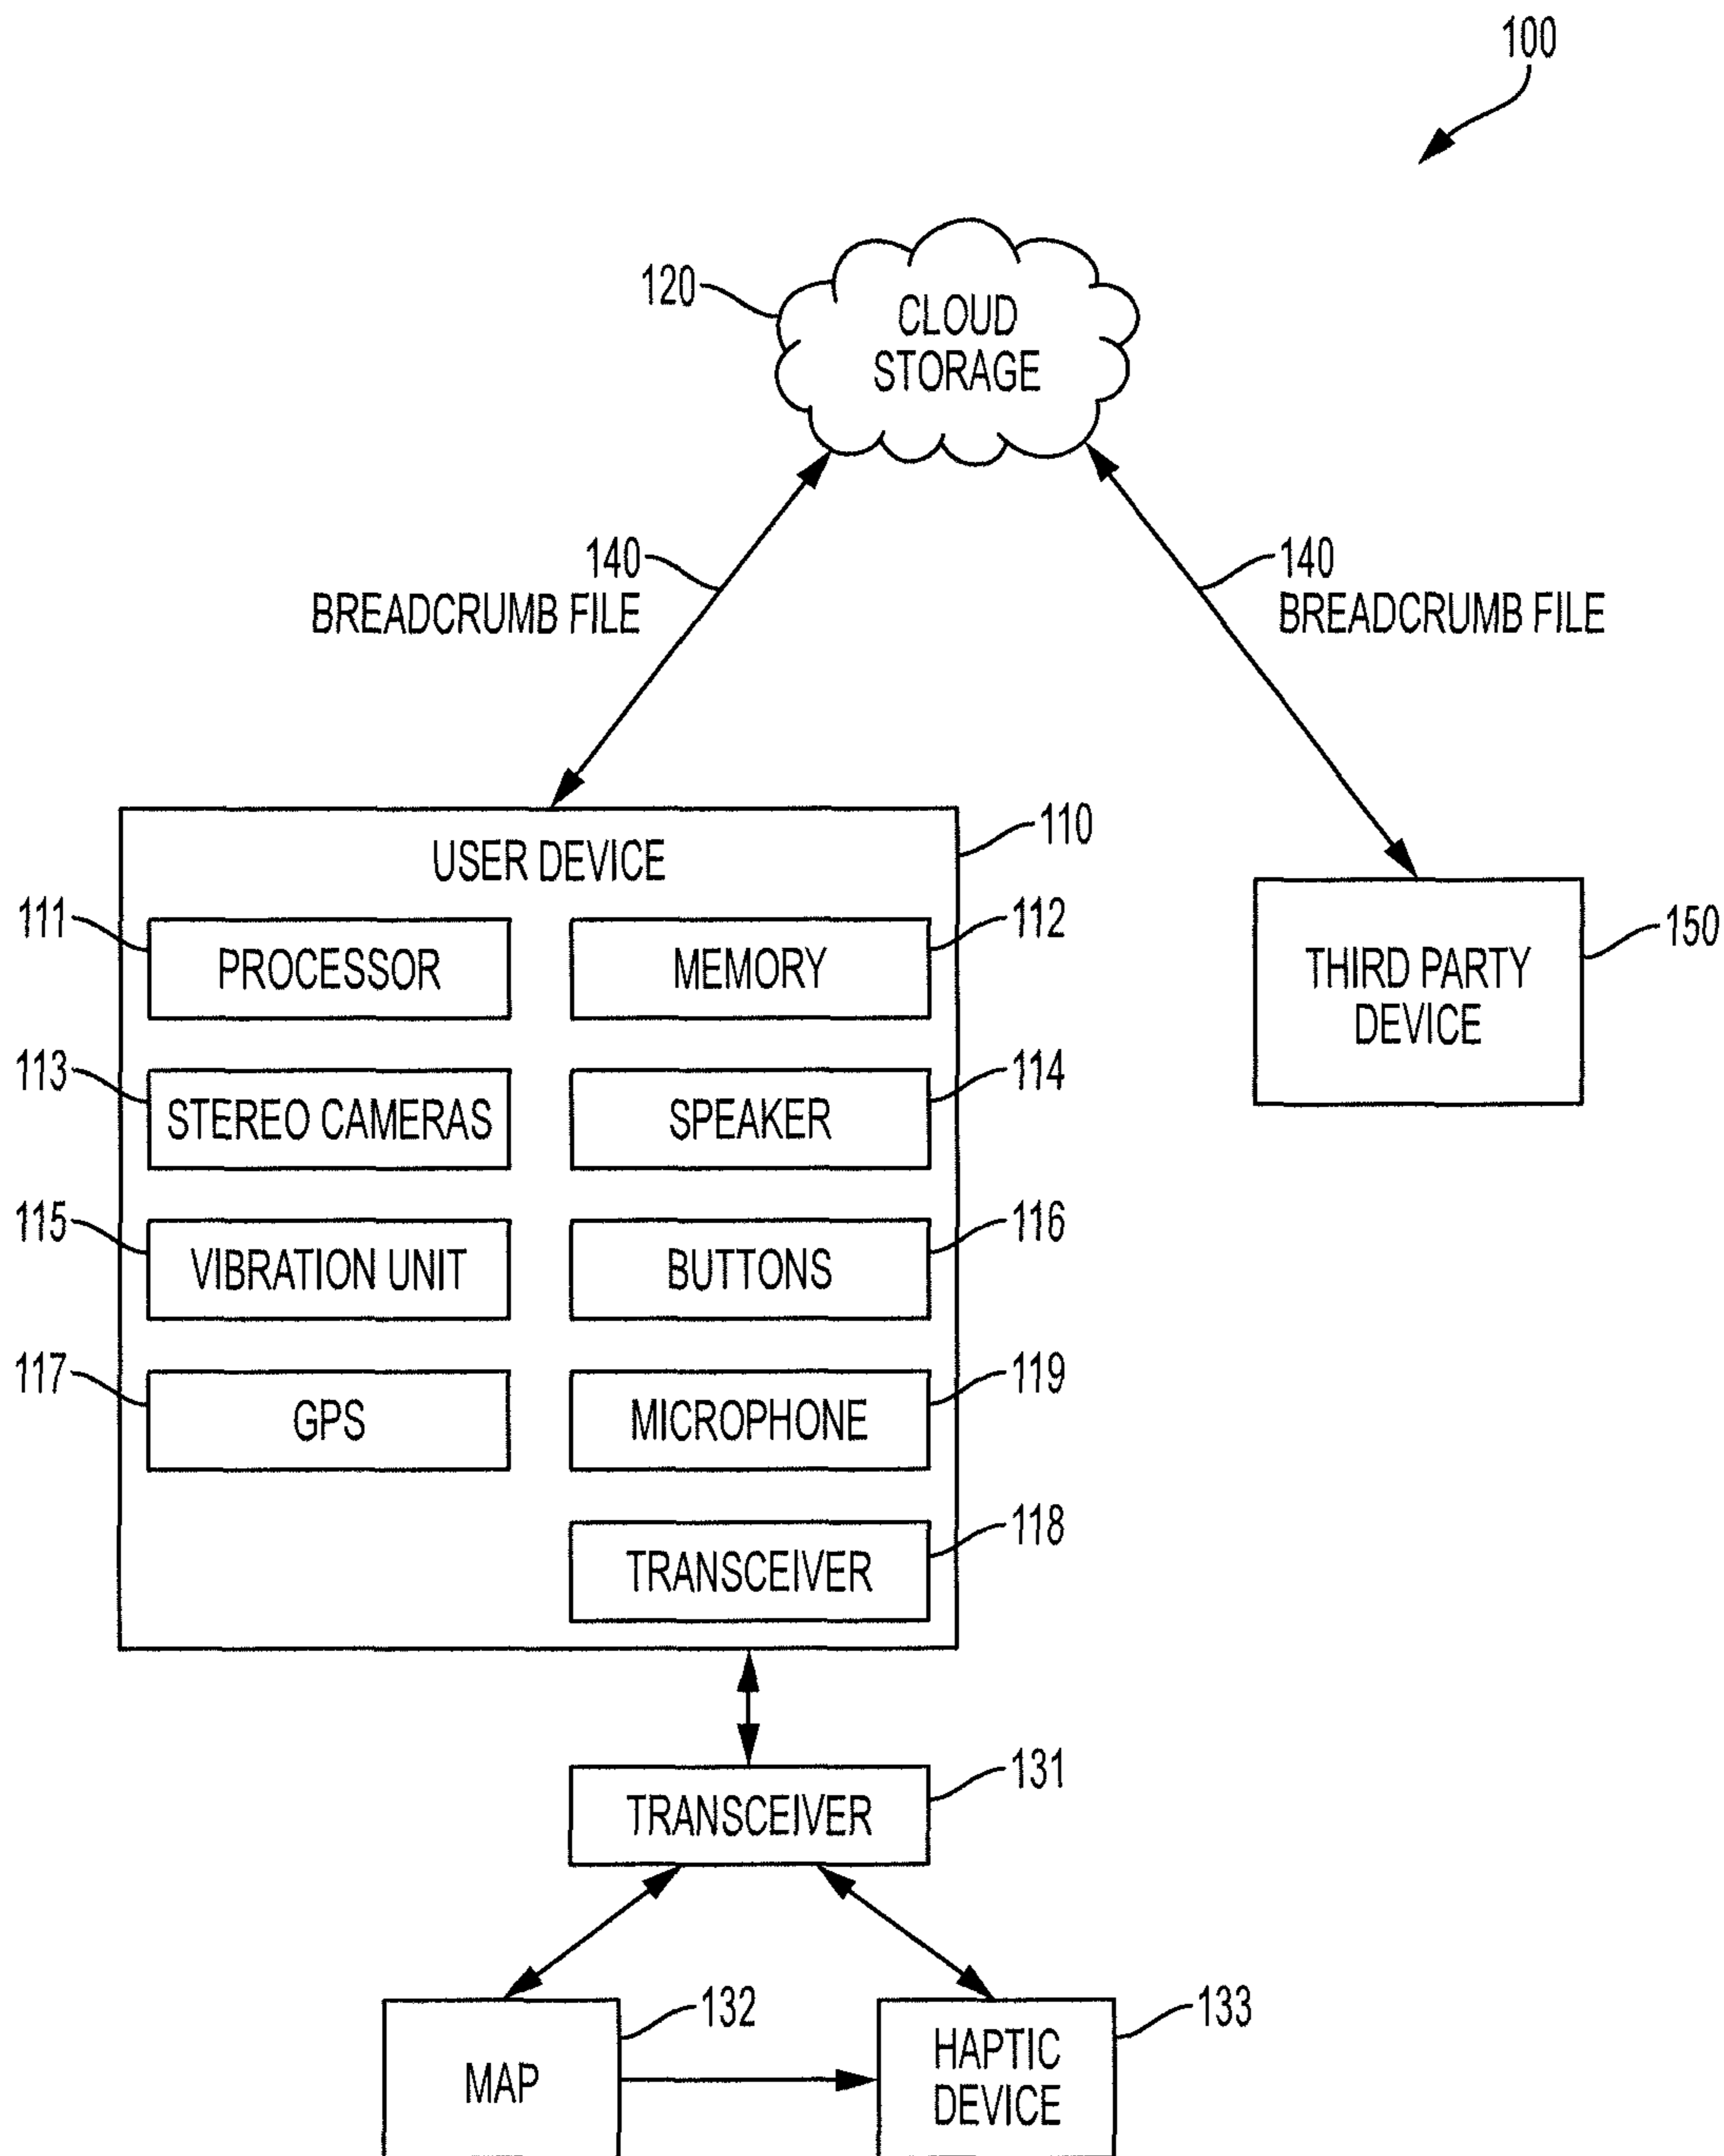 100
120
CLOUD
STORAGE
140
BREADCRUMB FILE
140
BREADCRUMB FILE
USER DEVICE
110
111
PROCESSOR
MEMORY
112
THIRD PARTY
DEVICE
150
113
STEREO CAMERAS
SPEAKER
114
115
VIBRATION UNIT
BUTTONS
116
117
GPS
MICROPHONE
119
TRANSCEIVER
118
TRANSCEIVER
131
MAP
132
HAPTIC
DEVICE
133